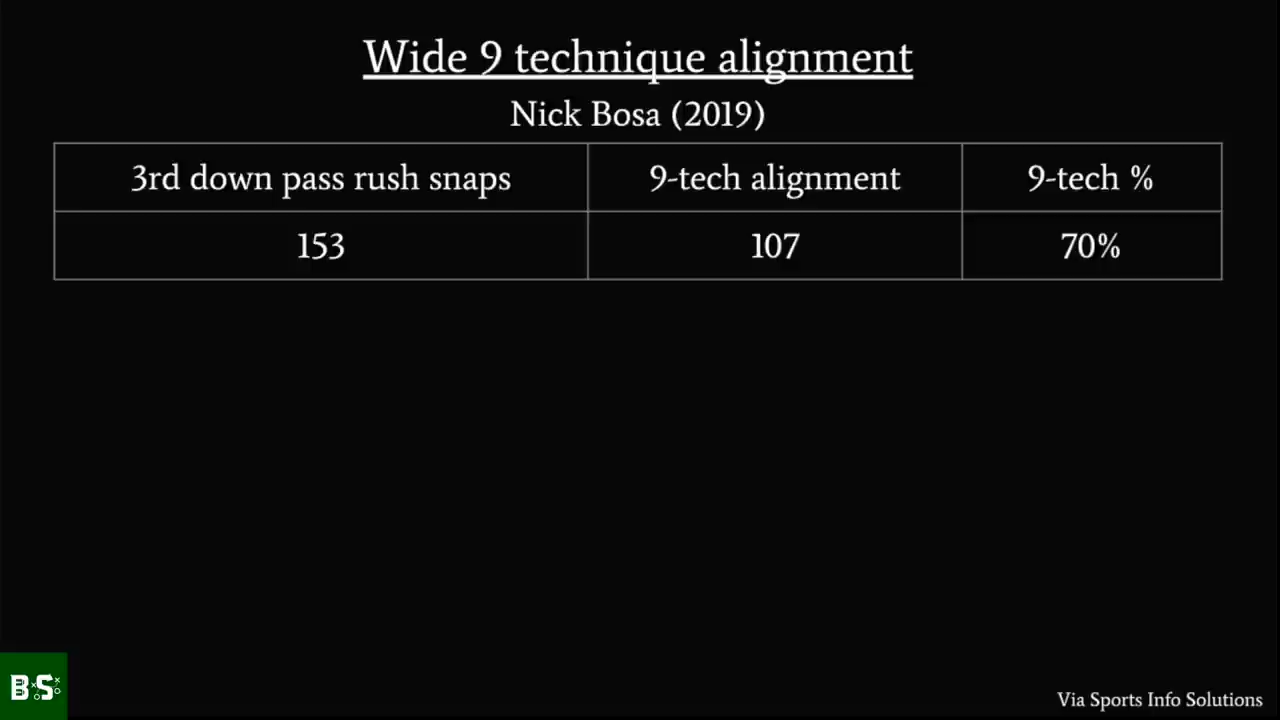 Wide 9 technique alignment
Nick Bosa (2019)
3rd down pass rush snaps 9-tech alignment 9-tech %
153 107 70%
BS
Via Sports Info Solutions